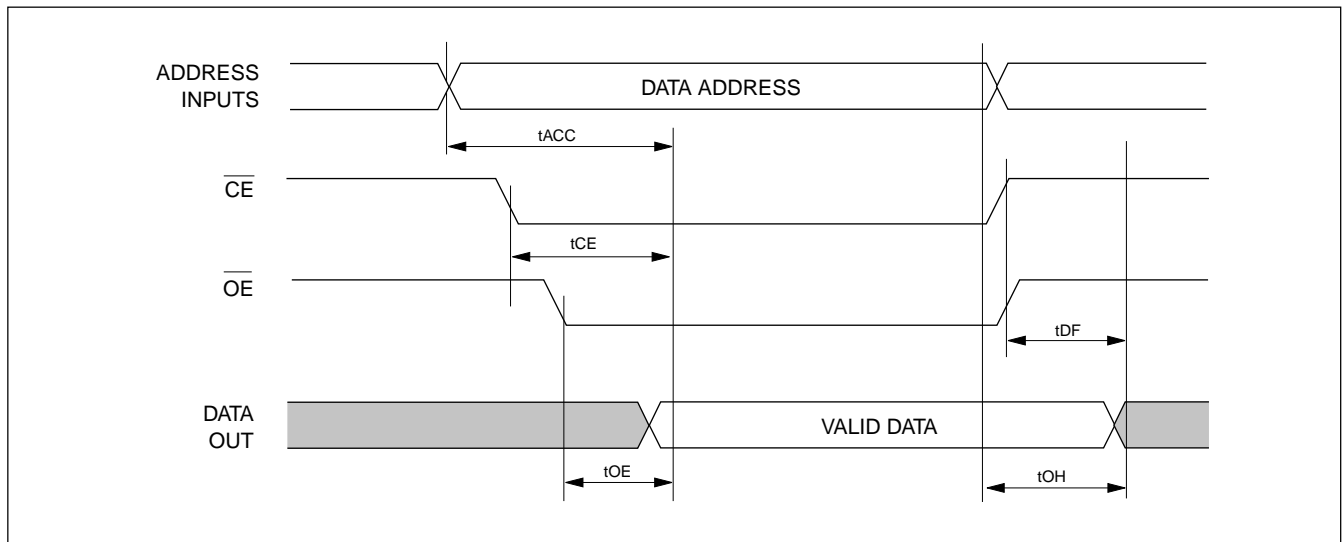 ADDRESS
INPUTS
DATA ADDRESS
tACC
CE
tCE
OE
tDF
DATA
OUT
VALID DATA
tOE
tOH